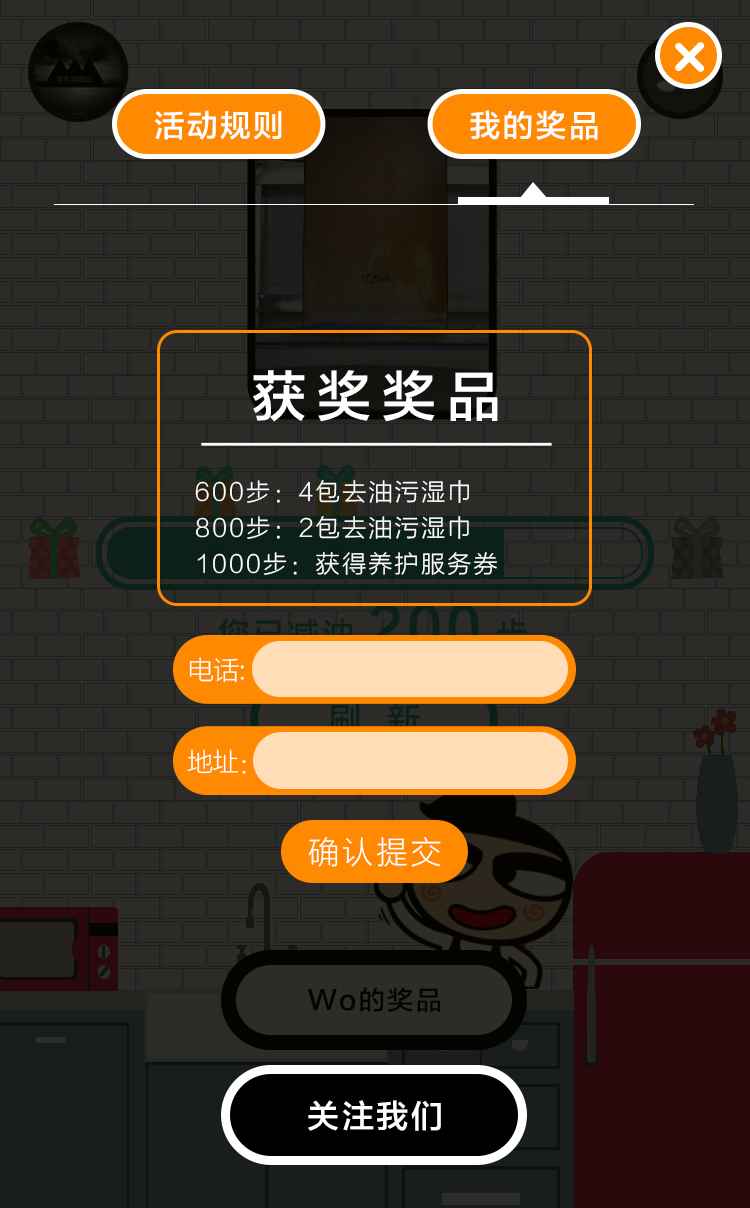 活动规则
我的奖品
获奖奖品
600步：4包去油污湿巾
800步：2包去油污湿巾
1000步：获得养护服务券
您已减油 200 步
电话:
刷 新
地址:
确认提交
Wo的奖品
关注我们